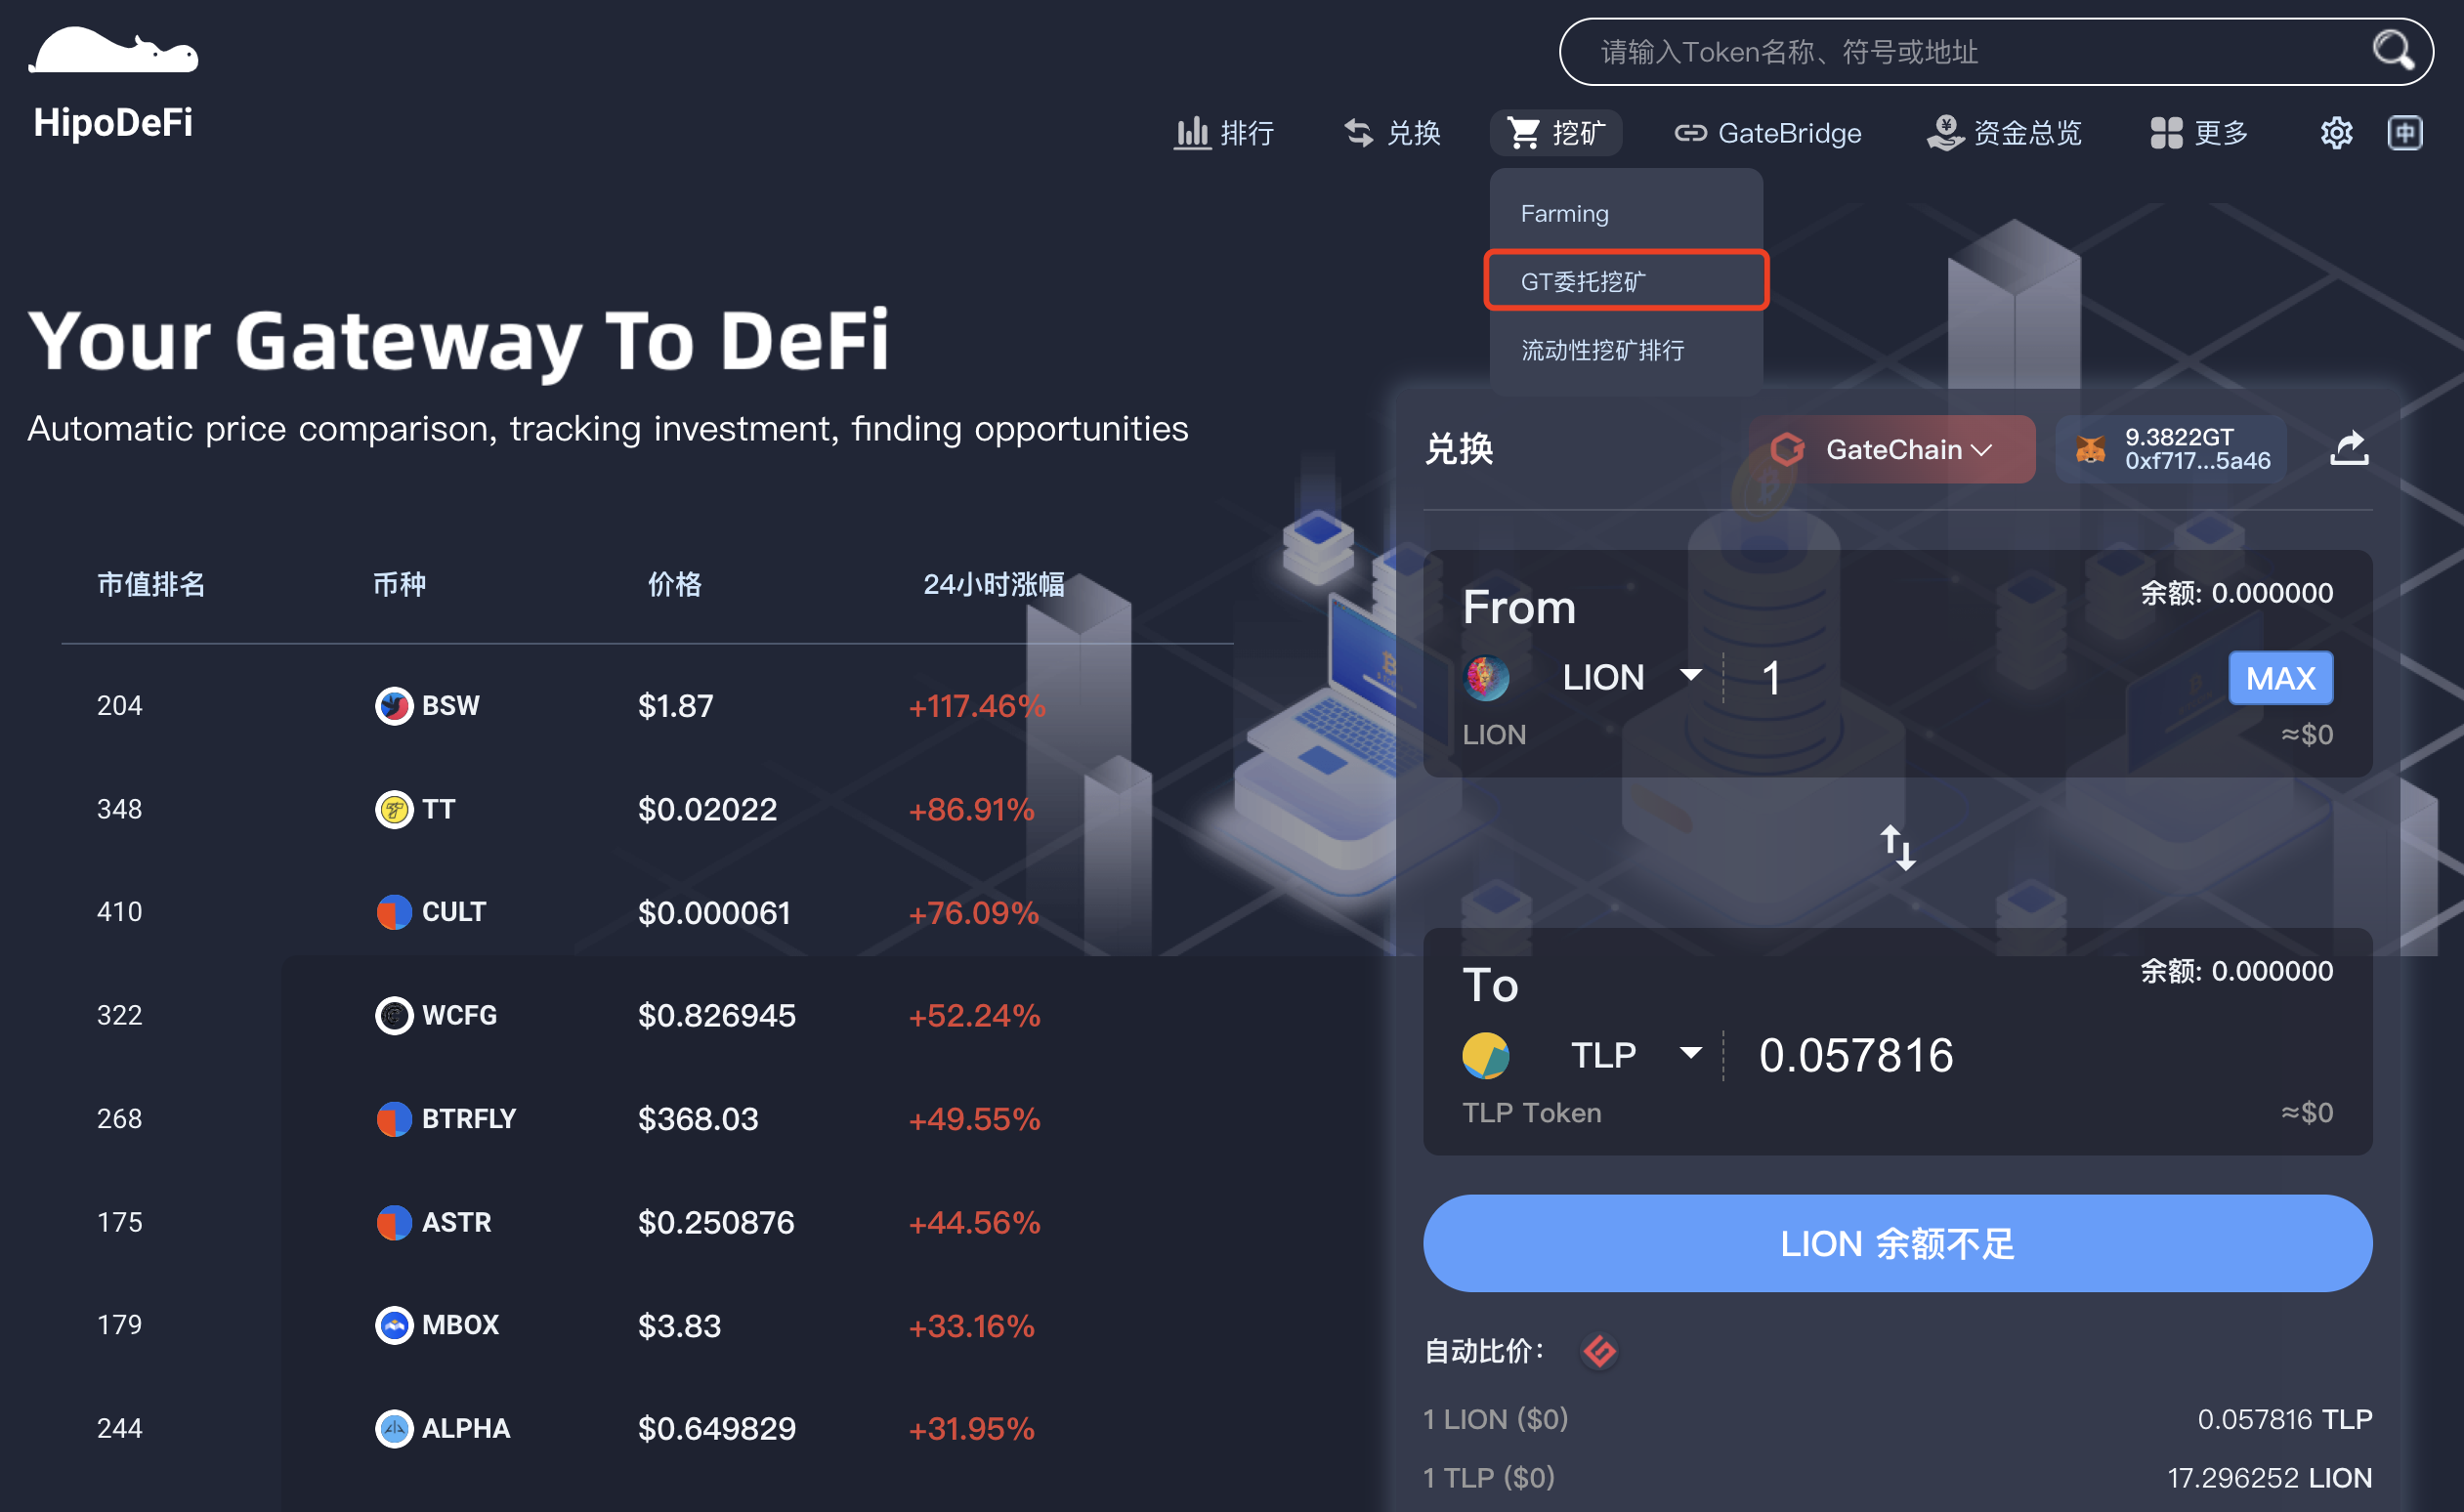 请输入Token名称、符号或地址
HipoDeFi
排行 兑换 挖矿 GateBridge 资金总览 更多 中
Farming
GT委托挖矿
流动性挖矿排行
Your Gateway To DeFi
Automatic price comparison, tracking investment, finding opportunities
市值排名 币种 价格 24小时涨幅
204 BSW $1.87 +117.46%
348 TT $0.02022 +86.91%
410 CULT $0.000061 +76.09%
322 WCFG $0.826945 +52.24%
268 BTRFLY $368.03 +49.55%
175 ASTR $0.250876 +44.56%
179 MBOX $3.83 +33.16%
244 ALPHA $0.649829 +31.95%
兑换 GateChain
9.3822GT
0xf717...5a46
From 余额: 0.000000
LION 1 MAX
LION ≈$0
To 余额: 0.000000
TLP 0.057816
TLP Token ≈$0
LION 余额不足
自动比价：
1 LION ($0) 0.057816 TLP
1 TLP ($0) 17.296252 LION